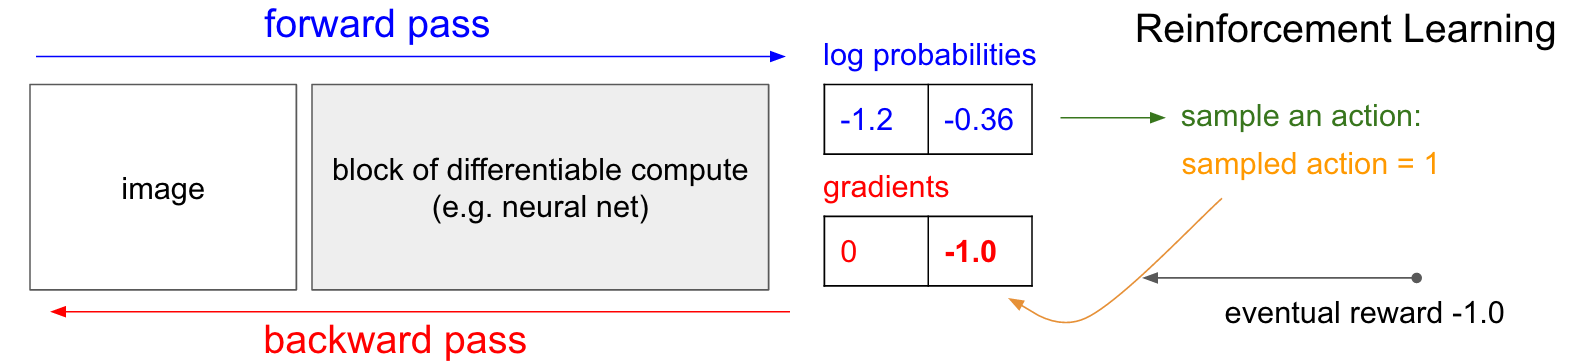 forward pass
Reinforcement Learning
log probabilities
-1.2
-0.36
sample an action:
sampled action = 1
image
block of differentiable compute
(e.g. neural net)
gradients
0
-1.0
eventual reward -1.0
backward pass